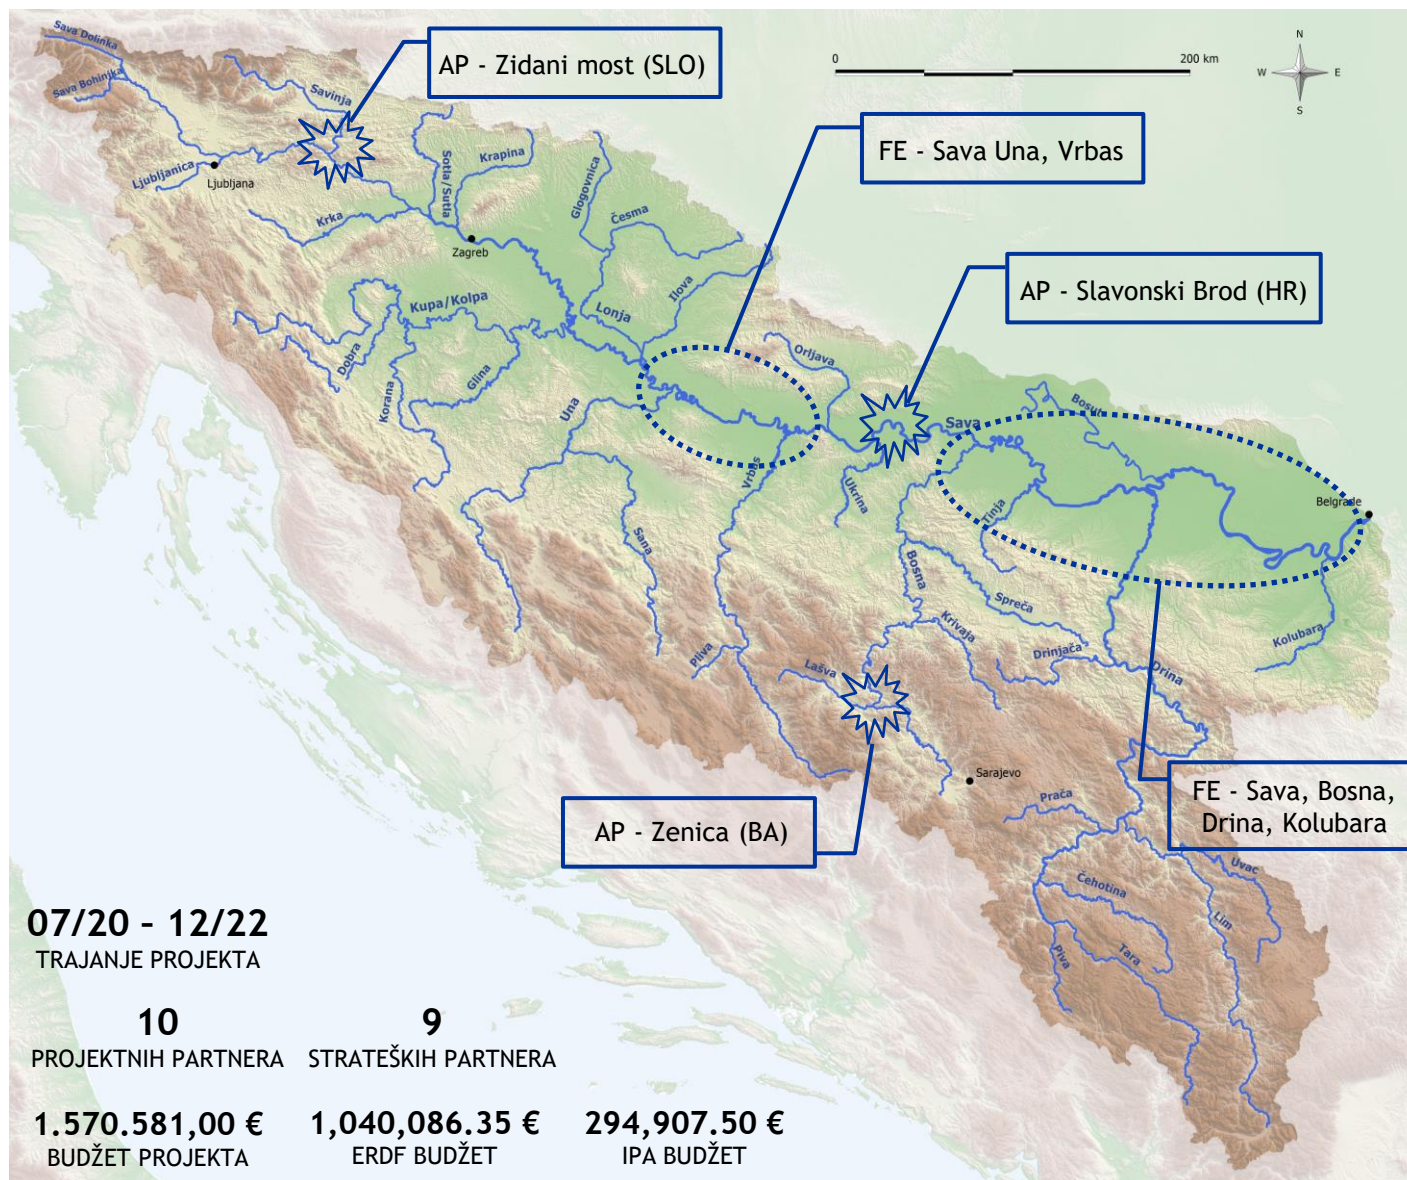 Sava Dolinka
Sava Bohinjka
Savinja
AP - Zidani most (SLO)
0
200 km
N
W
E
S
FE - Sava Una, Vrbas
Ljubljanica
Ljubljana
Sotla/Sutla
Krapina
Glogovnica
Česma
Krka
Zagreb
AP - Slavonski Brod (HR)
Kupa/Kolpa
Lonja
Ilova
Dobra
Glina
Korana
Orljava
Una
Sava
Bosut
Vrbas
Ukrina
Tinja
Belgrade
Sana
Bosna
Spreča
Krivaja
Drinjača
Drina
Kolubara
Pliva
Lašva
Sarajevo
AP - Zenica (BA)
Prača
FE - Sava, Bosna,
Drina, Kolubara
Uvac
Čehotina
Lim
Piva
Tara
07/20 - 12/22
TRAJANJE PROJEKTA
10
PROJEKTNIH PARTNERA
9
STRATEŠKIH PARTNERA
1.570.581,00 €
BUDŽET PROJEKTA
1,040,086.35 €
ERDF BUDŽET
294,907.50 €
IPA BUDŽET